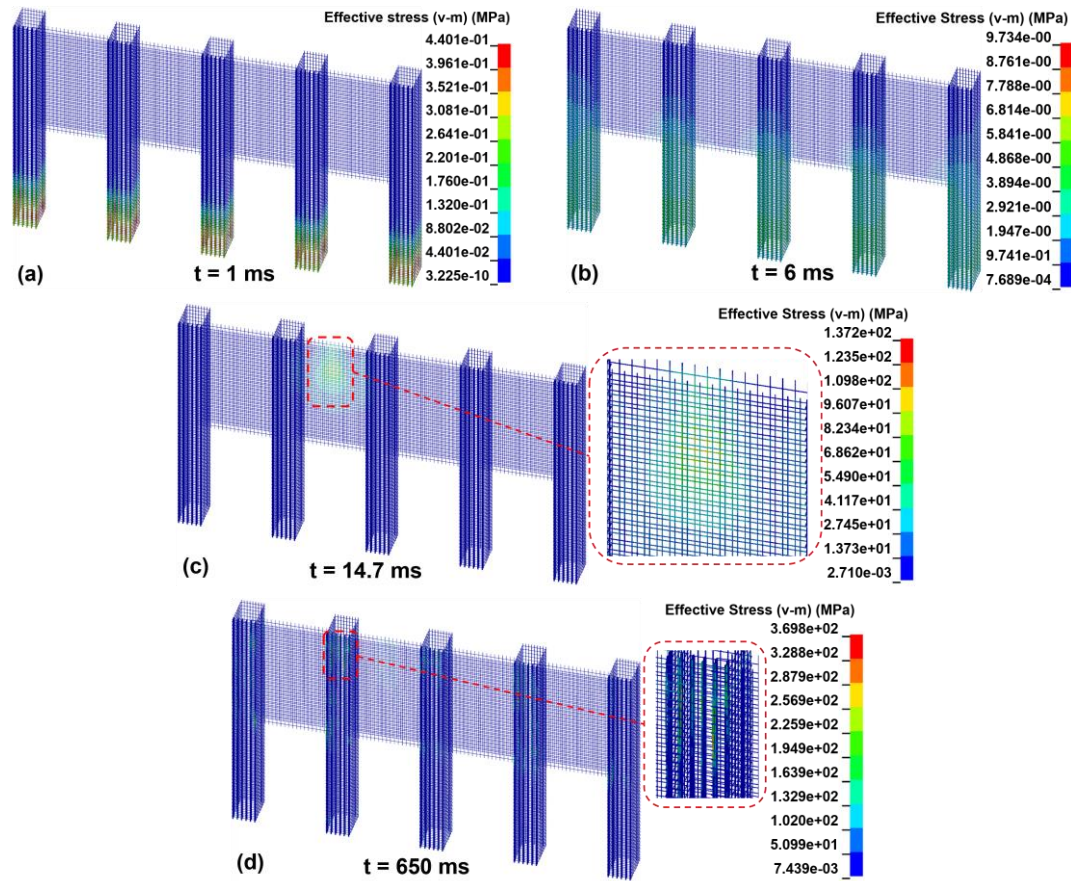 Effective stress (v-m) (MPa)
4.401e-01
3.961e-01
3.521e-01
3.081e-01
2.641e-01
2.201e-01
1.760e-01
1.320e-01
8.802e-02
4.401e-02
3.225e-10
(a)
t = 1 ms
Effective Stress (v-m) (MPa)
9.734e-00
8.761e-00
7.788e-00
6.814e-00
5.841e-00
4.868e-00
3.894e-00
2.921e-00
1.947e-00
9.741e-01
7.689e-04
(b)
t = 6 ms
Effective Stress (v-m) (MPa)
1.372e+02
1.235e+02
1.098e+02
9.607e+01
8.234e+01
6.862e+01
5.490e+01
4.117e+01
2.745e+01
1.373e+01
2.710e-03
(c)
t = 14.7 ms
Effective Stress (v-m) (MPa)
3.698e+02
3.288e+02
2.879e+02
2.569e+02
2.259e+02
1.949e+02
1.639e+02
1.329e+02
1.020e+02
5.099e+01
7.439e-03
(d)
t = 650 ms